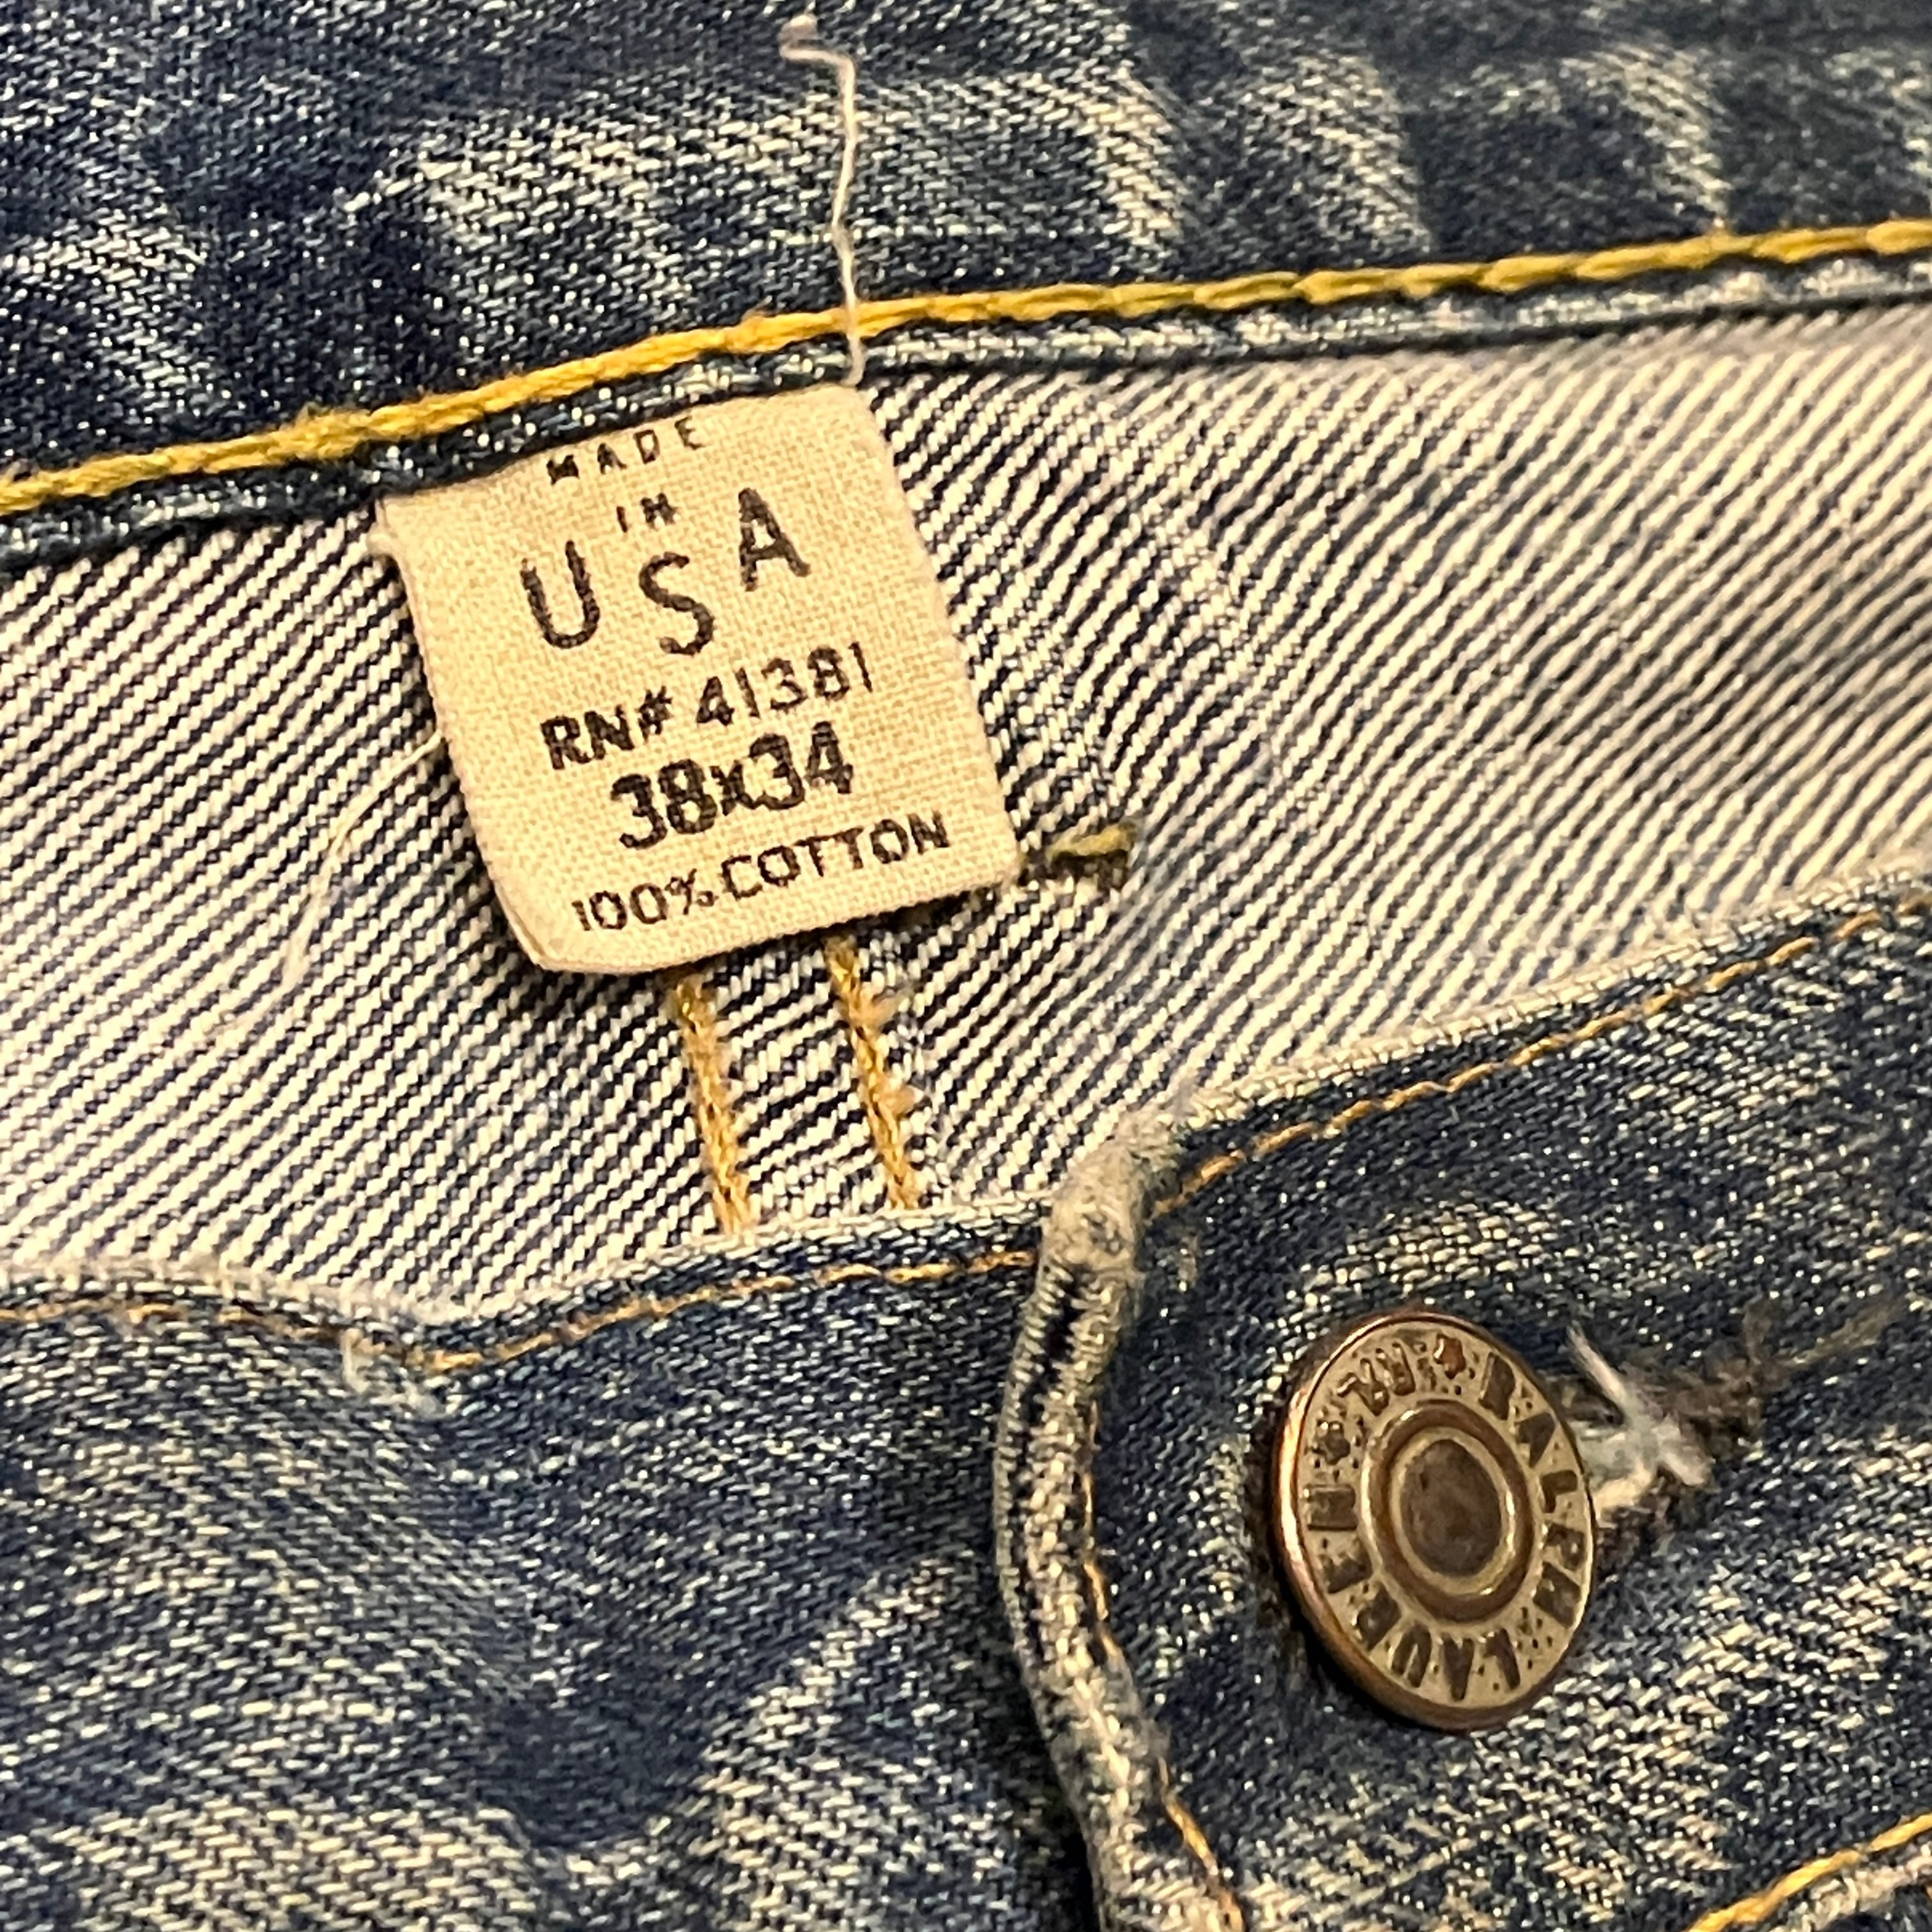 MADE
IN
USA
RN# 41381
38x34
100% COTTON
RALPH LAUREN